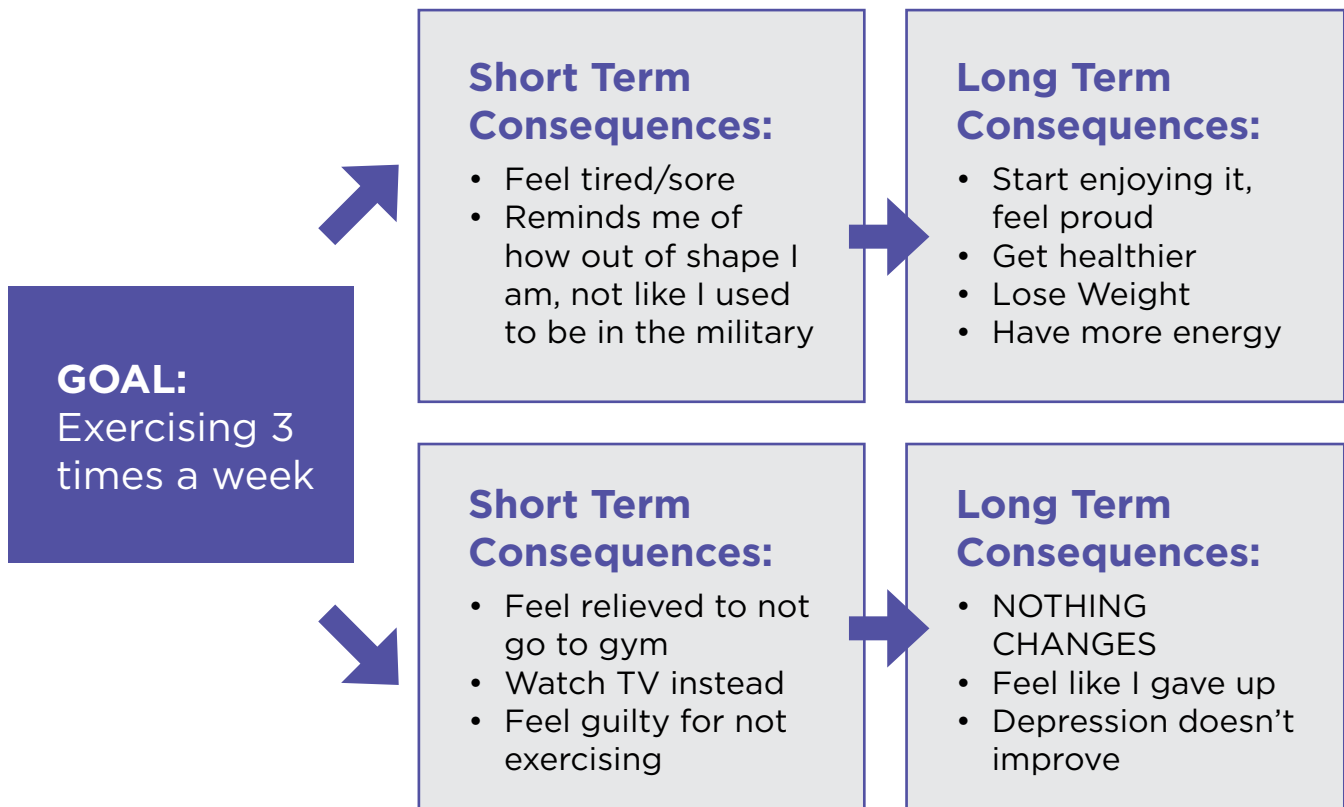 GOAL:
Exercising 3
times a week
Short Term
Consequences:
• Feel tired/sore
• Reminds me of
how out of shape I
am, not like I used
to be in the military
Long Term
Consequences:
• Start enjoying it,
feel proud
• Get healthier
• Lose Weight
• Have more energy
Short Term
Consequences:
• Feel relieved to not
go to gym
• Watch TV instead
• Feel guilty for not
exercising
Long Term
Consequences:
• NOTHING
CHANGES
• Feel like I gave up
• Depression doesn’t
improve